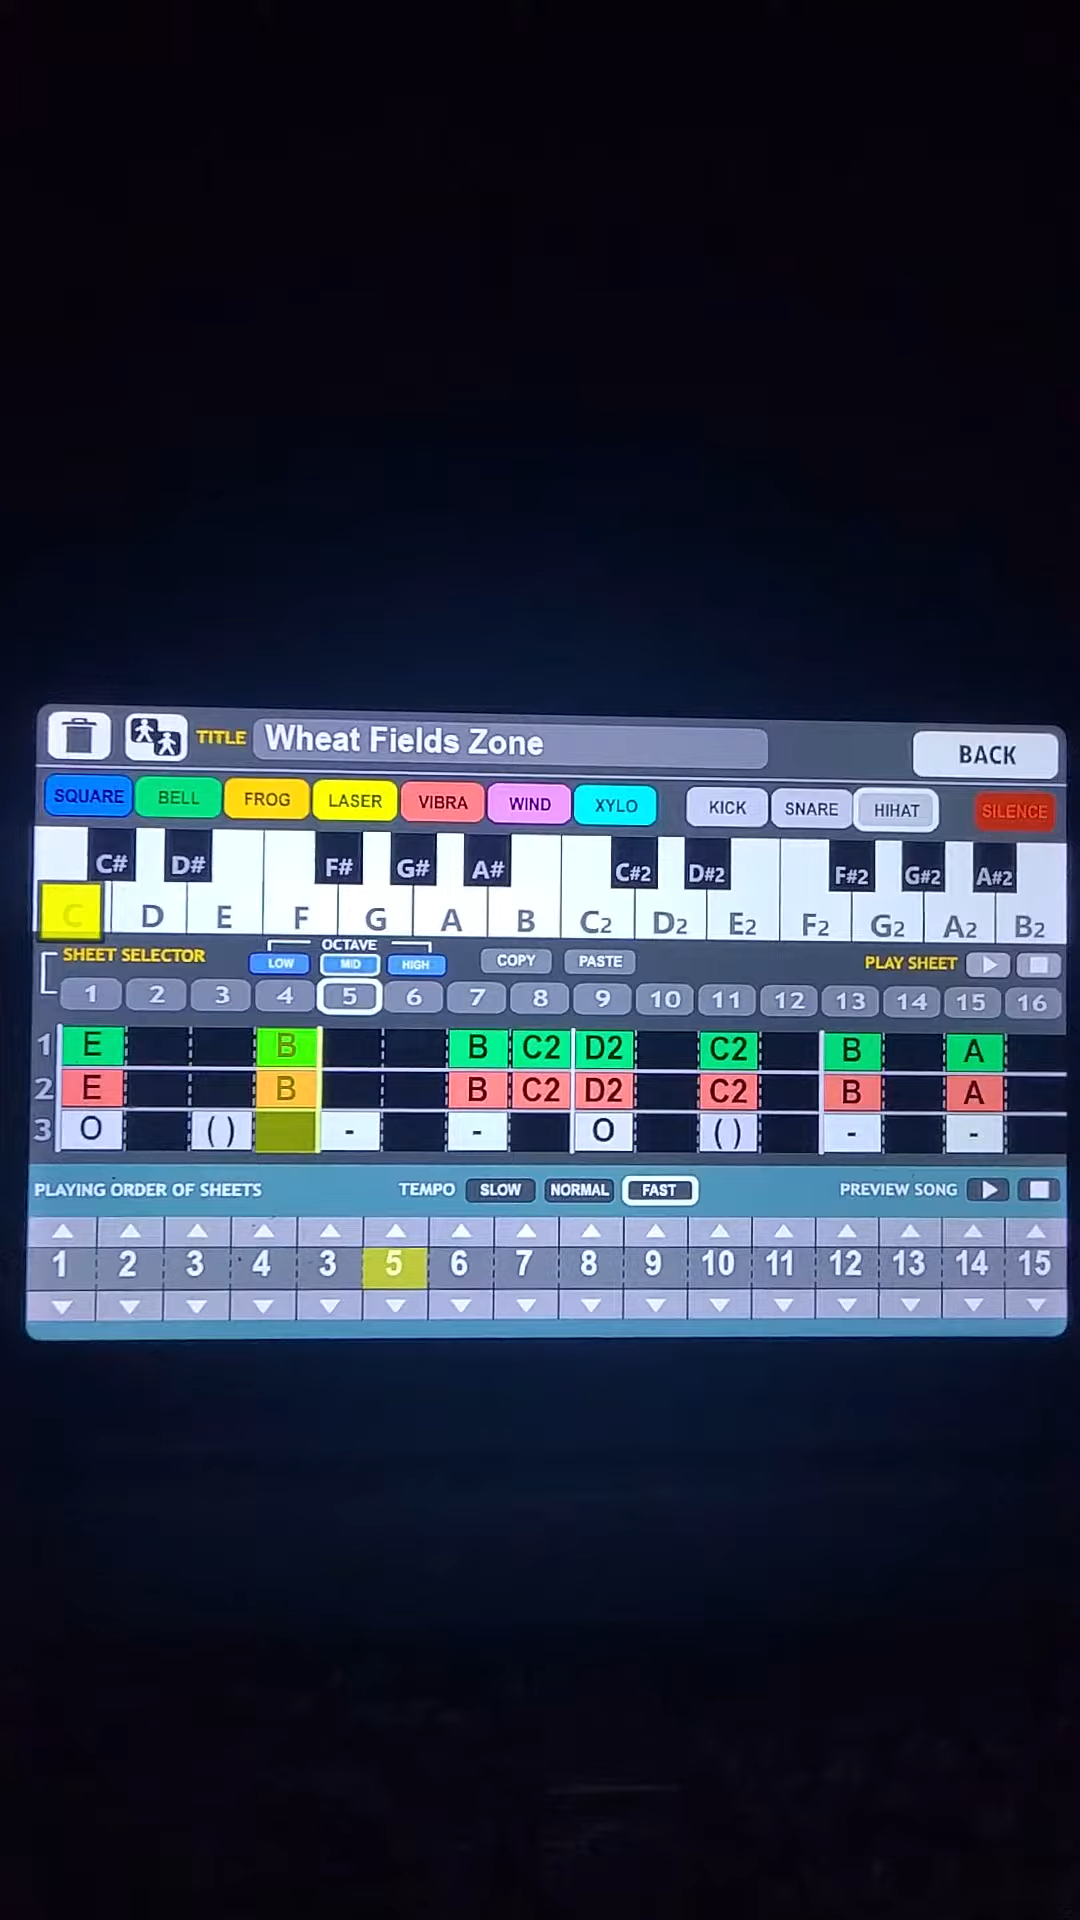 TITLE Wheat Fields Zone BACK
SQUARE BELL FROG LASER VIBRA WIND XYLO KICK SNARE HIHAT SILENCE
C# D# F# G# A# C#2 D#2 F#2 G#2 A#2
C D E F G A B C2 D2 E2 F2 G2 A2 B2
SHEET SELECTOR OCTAVE LOW MID HIGH COPY PASTE PLAY SHEET
1 2 3 4 5 6 7 8 9 10 11 12 13 14 15 16
1 E B B C2 D2 C2 B A
2 E B B C2 D2 C2 B A
3 O ( ) - - O ( ) - -
PLAYING ORDER OF SHEETS TEMPO SLOW NORMAL FAST PREVIEW SONG
1 2 3 4 3 5 6 7 8 9 10 11 12 13 14 15